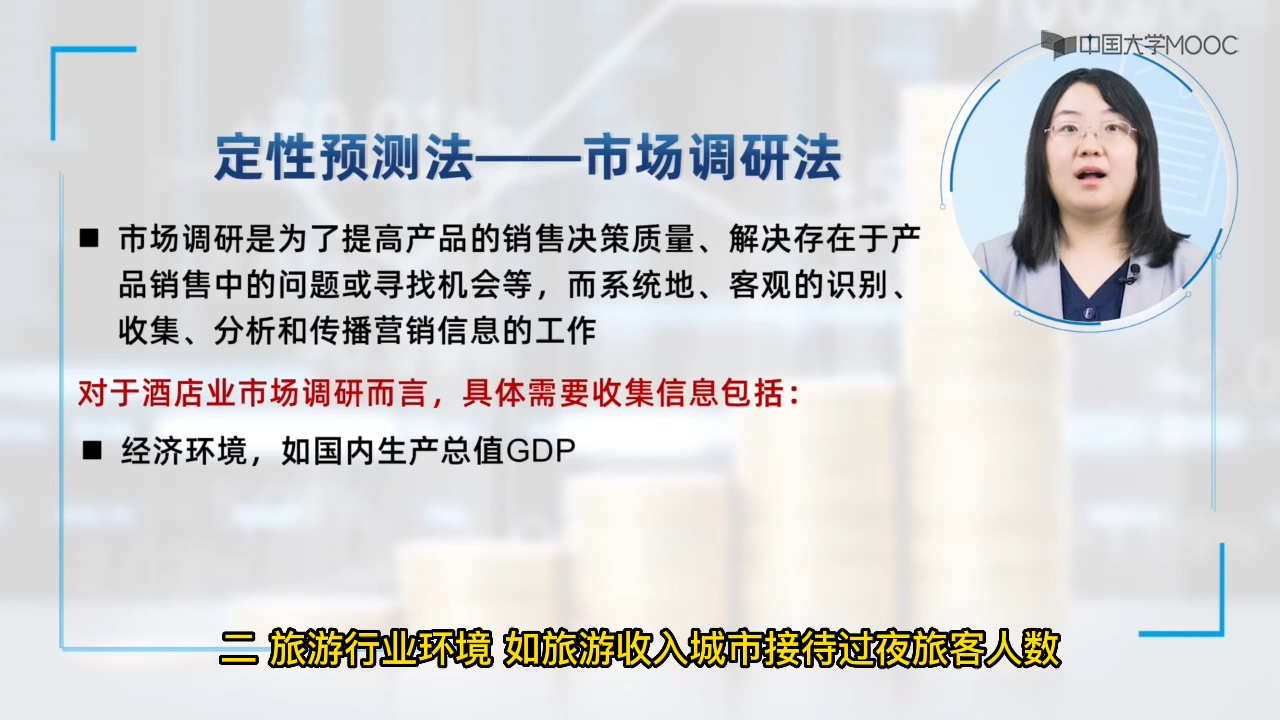 中国大学MOOC
定性预测法——市场调研法
■ 市场调研是为了提高产品的销售决策质量、解决存在于产
品销售中的问题或寻找机会等，而系统地、客观的识别、
收集、分析和传播营销信息的工作
对于酒店业市场调研而言，具体需要收集信息包括：
■ 经济环境，如国内生产总值GDP
二 旅游行业环境 如旅游收入城市接待过夜旅客人数